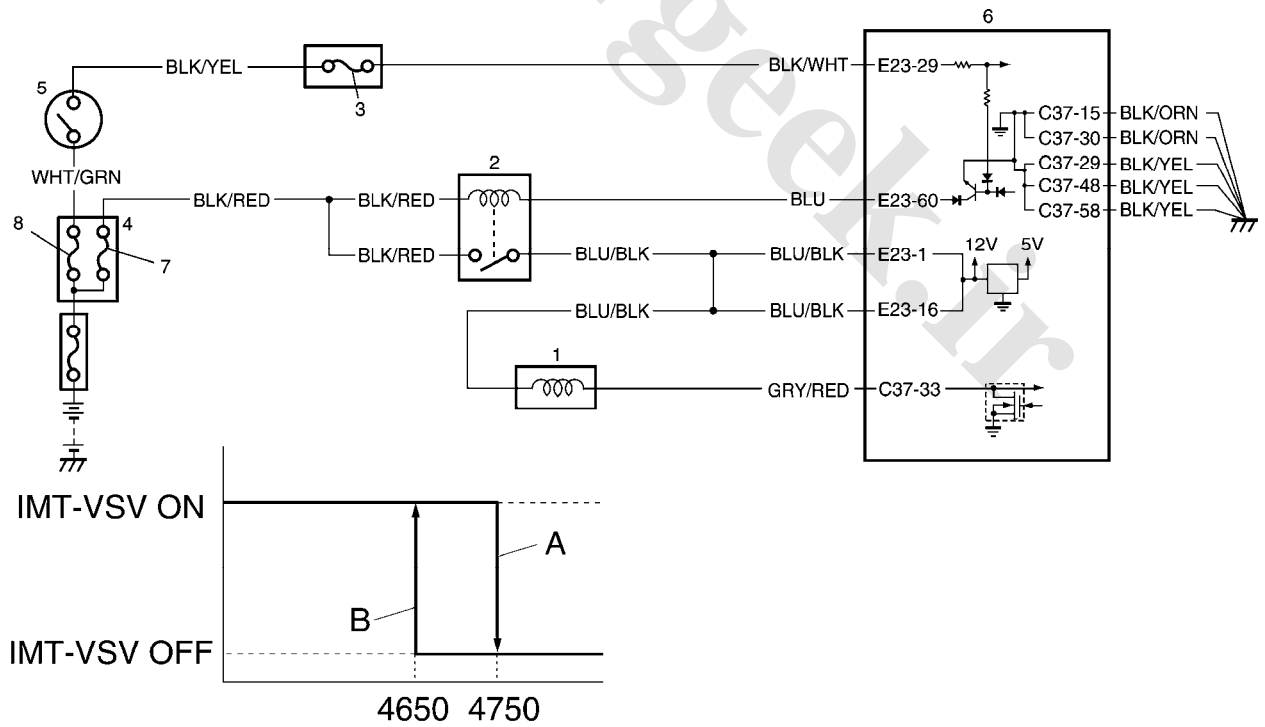 6
BLK/YEL
3
BLK/WHT
E23-29
5
C37-15
BLK/ORN
C37-30
BLK/ORN
WHT/GRN
2
C37-29
BLK/YEL
C37-48
BLK/YEL
C37-58
BLK/YEL
BLK/RED
BLK/RED
BLU
E23-60
8
4
7
BLK/RED
BLU/BLK
BLU/BLK
E23-1
12V
5V
BLU/BLK
BLU/BLK
E23-16
1
GRY/RED
C37-33
IMT-VSV ON
A
B
IMT-VSV OFF
4650
4750
geek.ir